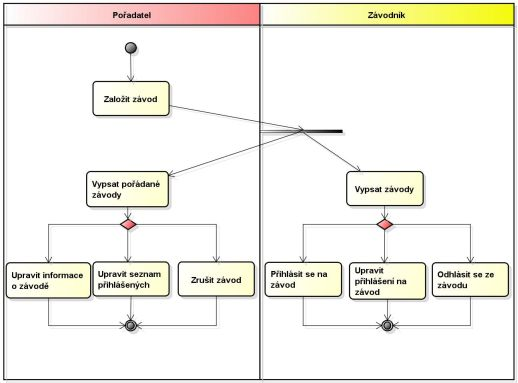 Pořadatel
Závodník
Založit závod
Vypsat pořádané
závody
Vypsat závody
Upravit informace
o závodě
Upravit seznam
přihlášených
Zrušit závod
Přihlásit se na
závod
Upravit
přihlášení na
závod
Odhlásit se ze
závodu